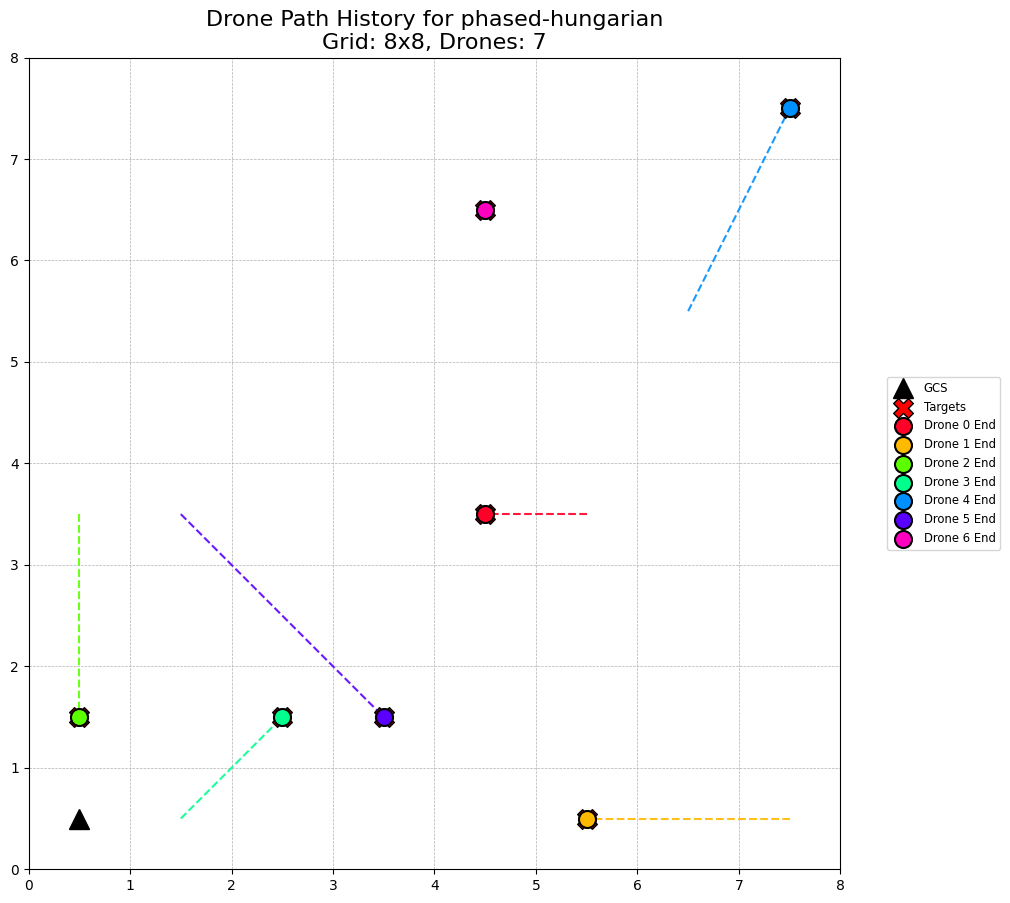 Drone Path History for phased-hungarian
Grid: 8x8, Drones: 7
8
7
6
5
4
3
2
1
0
0 1 2 3 4 5 6 7 8
GCS
Targets
Drone 0 End
Drone 1 End
Drone 2 End
Drone 3 End
Drone 4 End
Drone 5 End
Drone 6 End